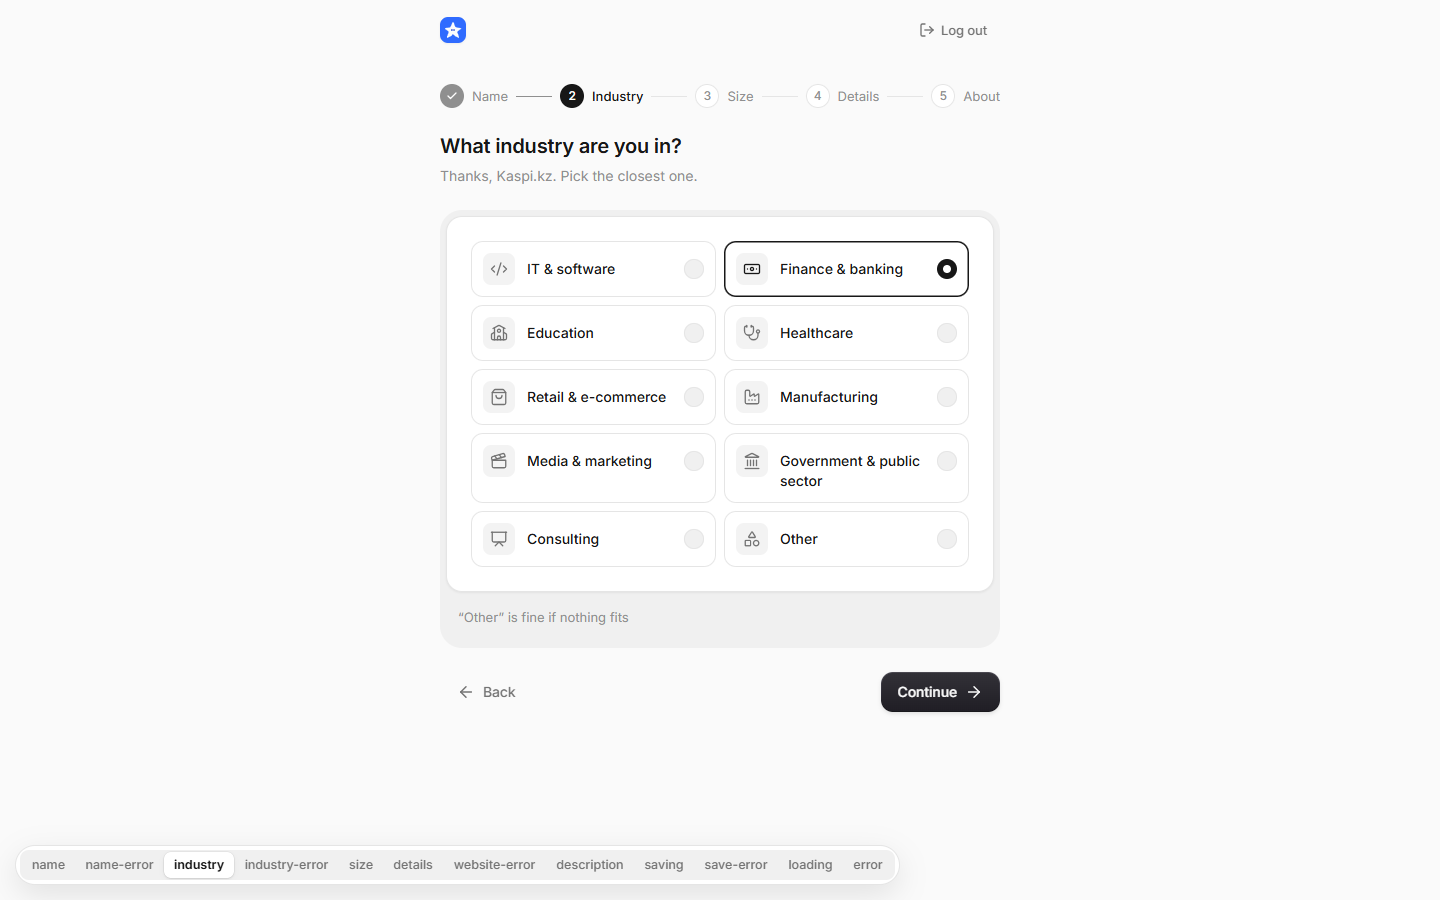 Log out
Name
2 Industry
3 Size
4 Details
5 About
What industry are you in?
Thanks, Kaspi.kz. Pick the closest one.
IT & software
Finance & banking
Education
Healthcare
Retail & e-commerce
Manufacturing
Media & marketing
Government & public
sector
Consulting
Other
“Other” is fine if nothing fits
Back
Continue
name name-error industry industry-error size details website-error description saving save-error loading error